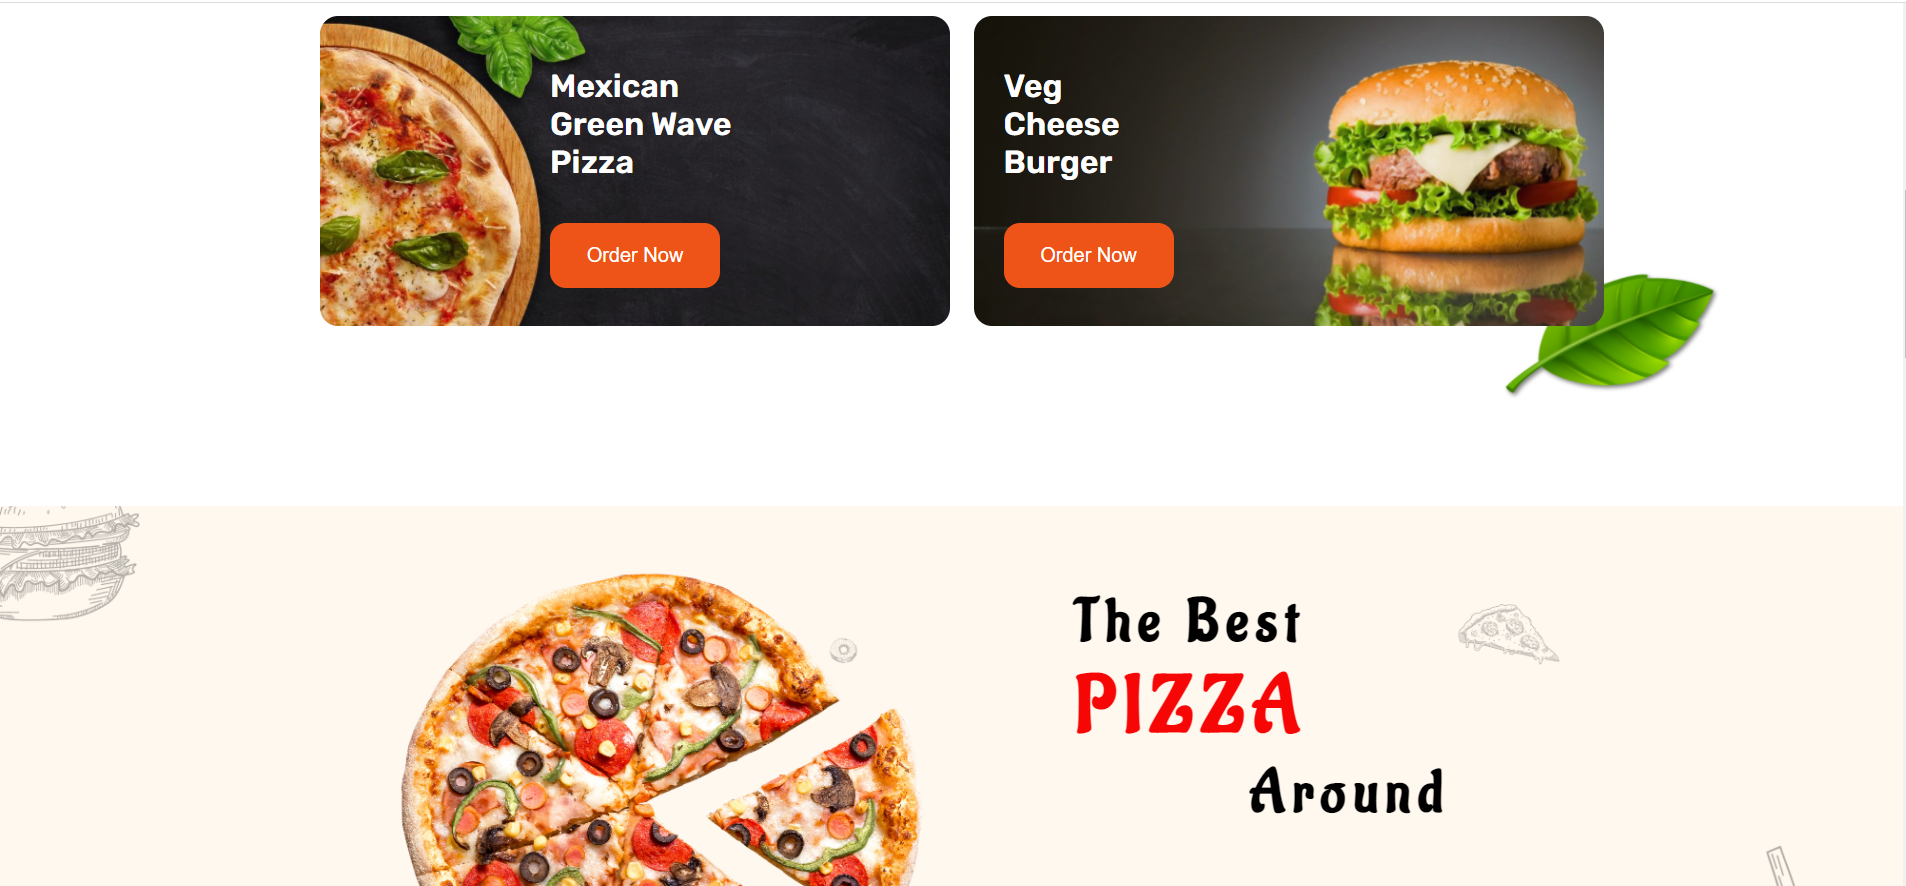 Mexican
Green Wave
Pizza
Order Now
Veg
Cheese
Burger
Order Now
The Best
PIZZA
Around